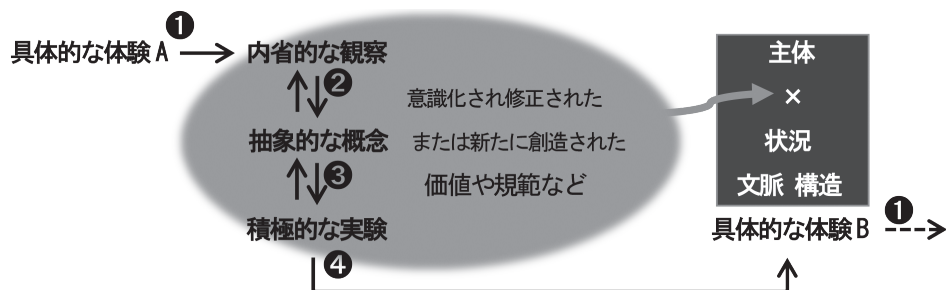 ❶
具体的な体験A
内省的な観察
❷
意識化され修正された
抽象的な概念
または新たに創造された
❸
価値や規範など
積極的な実験
❹
主体
×
状況
文脈 構造
具体的な体験B
❶